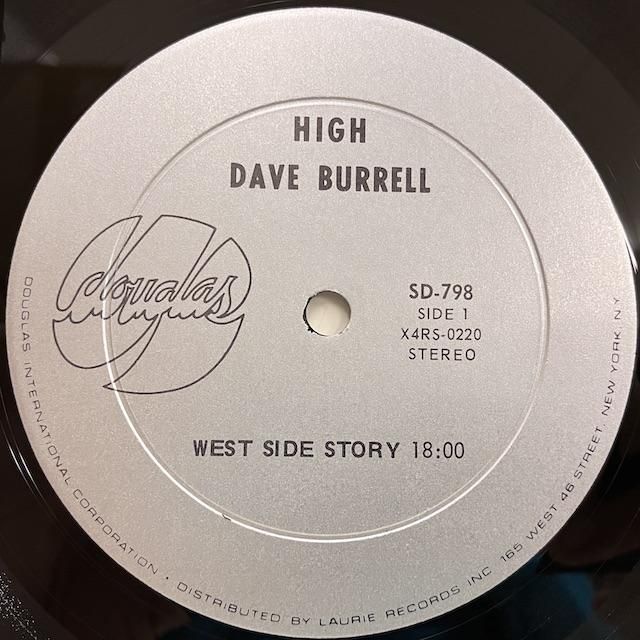 HIGH
DAVE BURRELL
douglas
SD-798
SIDE 1
X4RS-0220
STEREO
WEST SIDE STORY 18:00
DOUGLAS INTERNATIONAL CORPORATION • DISTRIBUTED BY LAURIE RECORDS INC 165 WEST 46 STREET, NEW YORK, N.Y.